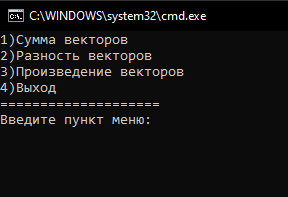 C:\WINDOWS\system32\cmd.exe
1)Сумма векторов
2)Разность векторов
3)Произведение векторов
4)Выход
====================
Введите пункт меню: